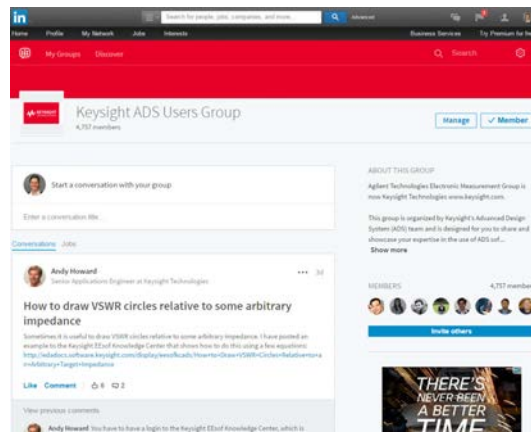 in
Search for people, jobs, companies, and more...
Advanced
Home Profile My Network Jobs Interests
Business Services Try Premium for fre
My Groups Discover
Search
Keysight ADS Users Group
4,757 members
Manage
Member
Start a conversation with your group
Enter a conversation title...
Conversations Jobs
Andy Howard
Senior Applications Engineer at Keysight Technologies
How to draw VSWR circles relative to some arbitrary
impedance
Sometimes it is useful to draw VSWR circles relative to some arbitrary impedance. I have posted an
example to the Keysight EEsof Knowledge Center that shows how to do this using a few equations:
Like Comment 6 2
View previous comments
Andy Howard You have to have a login to the Keysight EEsof Knowledge Center, which is
ABOUT THIS GROUP
Agilent Technologies Electronic Measurement Group is
now Keysight Technologies www.keysight.com.
This group is organized by Keysight's Advanced Design
System (ADS) team and is designed for you to share and
showcase your expertise in the use of ADS sof...
Show more
MEMBERS
4,757 member
Invite others
THERE'S
NEVER BEEN
A BETTER
TIME